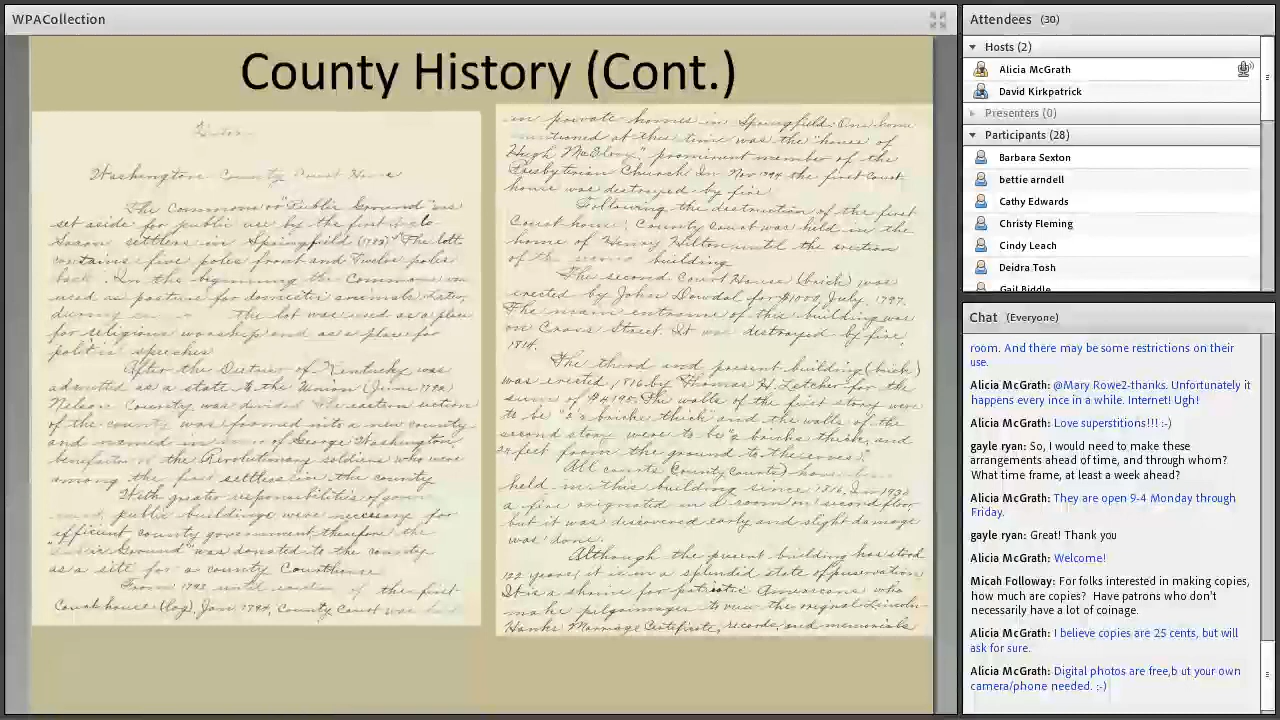 WPACollection
County History (Cont.)
Washington County Court House
The Commons or "Public Ground" was
set aside for public use by the first
settlers in Springfield The lott
contains five poles front and Twelve poles
back. In the beginning the Commons was
used as pasture for domestic animals. Later,
during the lot was used as a place
for religious worship and as a place for
political speeches
After the District of Kentucky was
admitted as a state to the Union (June 1792)
Nelson County was divided. The eastern section
of the county was formed into a new county
and named in of George Washington,
benefactor of the Revolutionary soldiers who were
among the first settlers in the county
With greater responsibilities of
public buildings were necessary for
efficient county government therefore the
Ground" was donated to the county
as a site for a county Courthouse
From 1792 until of the first
Court house (log), Jan 1794, County Court was
in private homes in Springfield. One home
mentioned at this time was the "house of
Hugh McElroy" prominent member of the
Presbyterian Church. In Nov 1794 the first Court
house was destroyed by fire
Following the destruction of the first
Court house, County Court was held in the
home of Henry Hilton until the erection
of the building
The second Court House (brick) was
erected by John Dowdal for $1000, July, 1797.
The main entrance of this building was
on Cross Street. It was destroyed by fire,
1814.
The third and present building (brick)
was erected, 1816 by Thomas H. Letcher for the
sum of $4198. The walls of the first story were
to be bricks thick" and the walls of the
second story were to be "2 bricks thick, and
feet from the ground to the eves".
All courts County Courts)
held in this building since 1816. In
a fire originated in a room on second floor
but it was discovered early and slight damage
was done.
Although the present building has stood
122 years, it is in a splendid state of preservation
It is a shrine for patriotic Americans who
make pilgrimages to view the orignal Lincoln-
Hanks Marriage Certificate, records, and memorials
Attendees (30)
Hosts (2)
Alicia McGrath
David Kirkpatrick
Presenters (0)
Participants (28)
Barbara Sexton
bettie arndell
Cathy Edwards
Christy Fleming
Cindy Leach
Deidra Tosh
Gail Biddle
Chat (Everyone)
room. And there may be some restrictions on their
use.
Alicia McGrath: @Mary Rowe2-thanks. Unfortunately it
happens every ince in a while. Internet! Ugh!
Alicia McGrath: Love superstitions!!! :-)
gayle ryan: So, I would need to make these
arrangements ahead of time, and through whom?
What time frame, at least a week ahead?
Alicia McGrath: They are open 9-4 Monday through
Friday.
gayle ryan: Great! Thank you
Alicia McGrath: Welcome!
Micah Followay: For folks interested in making copies,
how much are copies? Have patrons who don't
necessarily have a lot of coinage.
Alicia McGrath: I believe copies are 25 cents, but will
ask for sure.
Alicia McGrath: Digital photos are free,b ut your own
camera/phone needed. :-)